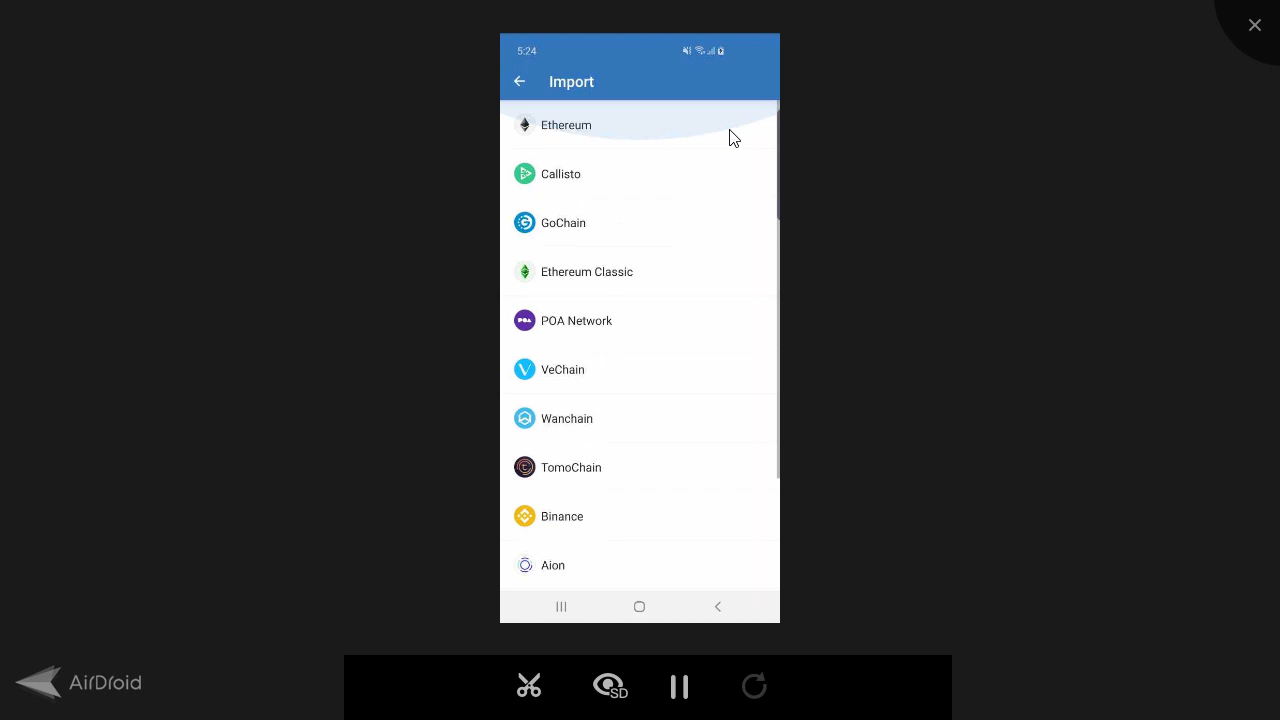 5:24
Import
Ethereum
Callisto
GoChain
Ethereum Classic
POA Network
VeChain
Wanchain
TomoChain
Binance
Aion
AirDroid
SD